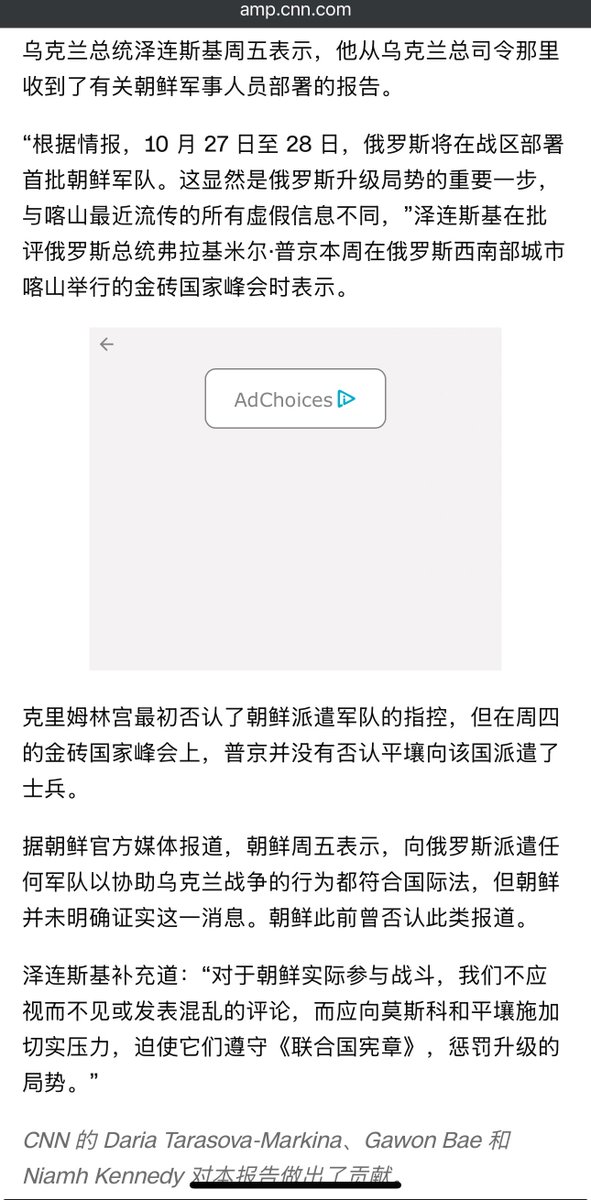 amp.cnn.com
乌克兰总统泽连斯基周五表示，他从乌克兰总司令那里
收到了有关朝鲜军事人员部署的报告。
“根据情报，10 月 27 日至 28 日，俄罗斯将在战区部署
首批朝鲜军队。这显然是俄罗斯升级局势的重要一步，
与喀山最近流传的所有虚假信息不同，”泽连斯基在批
评俄罗斯总统弗拉基米尔·普京本周在俄罗斯西南部城市
喀山举行的金砖国家峰会时表示。
AdChoices
克里姆林宫最初否认了朝鲜派遣军队的指控，但在周四
的金砖国家峰会上，普京并没有否认平壤向该国派遣了
士兵。
据朝鲜官方媒体报道，朝鲜周五表示，向俄罗斯派遣任
何军队以协助乌克兰战争的行为都符合国际法，但朝鲜
并未明确证实这一消息。朝鲜此前曾否认此类报道。
泽连斯基补充道：“对于朝鲜实际参与战斗，我们不应
视而不见或发表混乱的评论，而应向莫斯科和平壤施加
切实压力，迫使它们遵守《联合国宪章》，惩罚升级的
局势。”
CNN 的 Daria Tarasova-Markina、Gawon Bae 和
Niamh Kennedy 对本报告做出了贡献